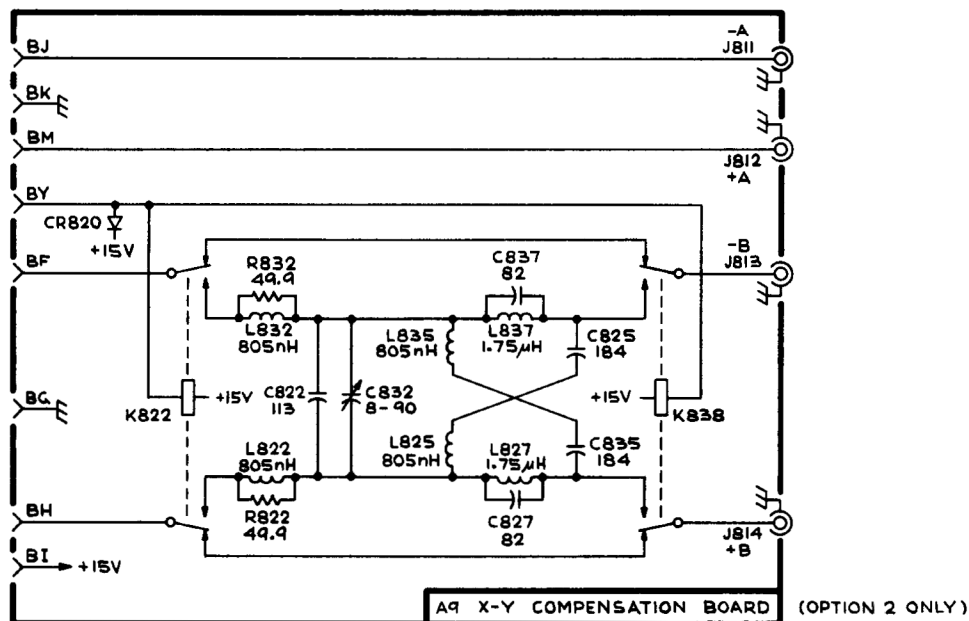 BJ
-A
J811
BK
BM
J812
+A
BY
CR820
+15V
BF
-B
J813
R832
49.9
L832
805nH
C837
82
L837
1.75µH
L835
805nH
C825
184
C822
113
C832
8-90
K822
+15V
+15V
K838
BG
L822
805nH
R822
49.9
L825
805nH
L827
1.75µH
C827
82
C835
184
BH
J814
+B
BI
+15V
A9 X-Y COMPENSATION BOARD
(OPTION 2 ONLY)